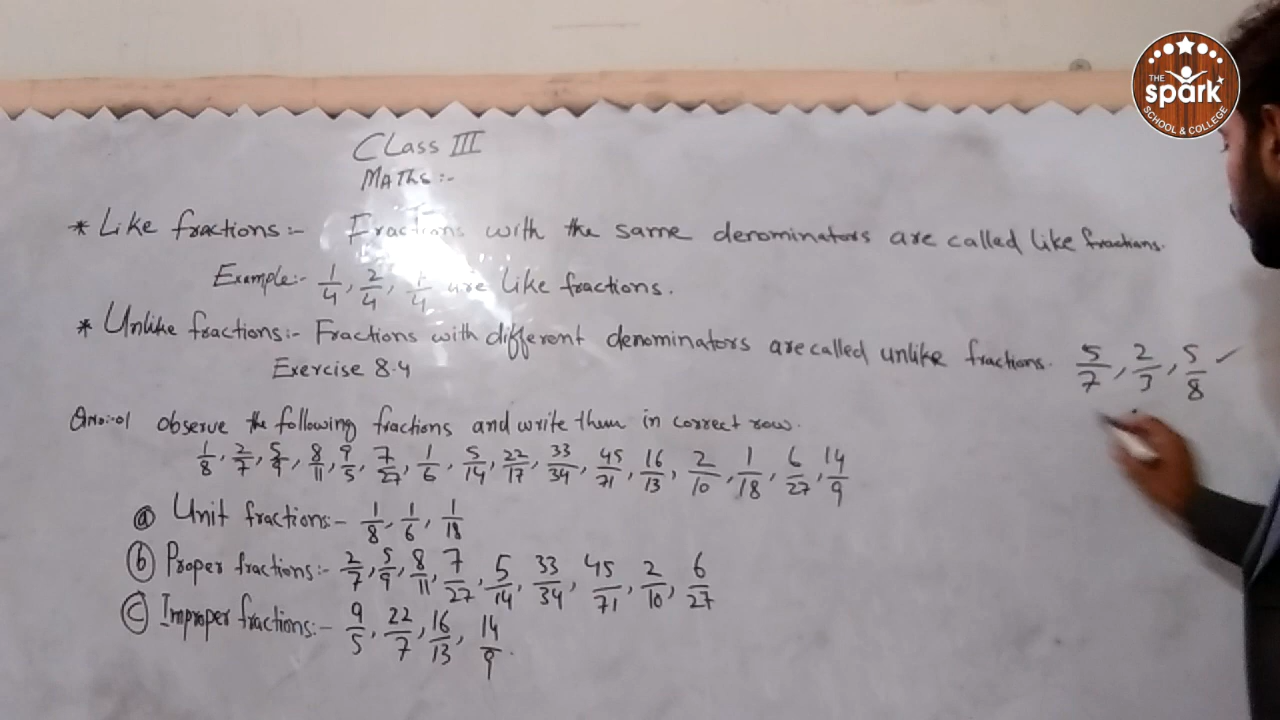 THE
spark
SCHOOL & COLLEGE
CLass III
MATHS:-
* Like fractions:- Fractions with the same denominators are called like fractions.
Example:- 1/4, 2/4, 1/4 are like fractions.
* Unlike fractions:- Fractions with different denominators are called unlike fractions. 5/7, 2/3, 5/8 ✓
Exercise 8.4
Qno:-01 observe the following fractions and write them in correct row.
1/8, 2/7, 5/9, 8/11, 9/5, 7/27, 1/6, 5/14, 22/17, 33/34, 45/71, 16/13, 2/10, 1/18, 6/27, 14/9
(a) Unit fractions:- 1/8, 1/6, 1/18
(b) Proper fractions:- 2/7, 5/9, 8/11, 7/27, 5/14, 33/34, 45/71, 2/10, 6/27
(c) Improper fractions:- 9/5, 22/7, 16/13, 14/9.